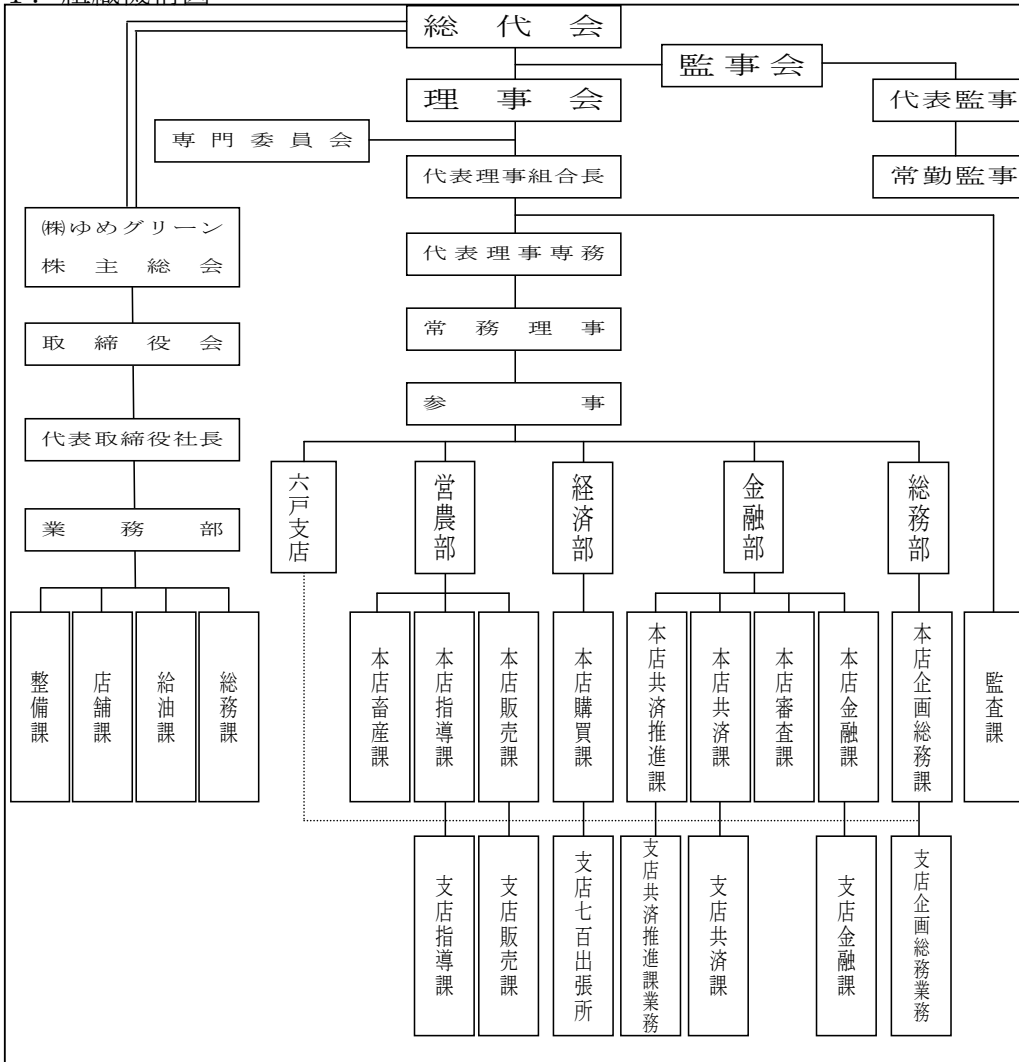 総代会
監事会
理事会
代表監事
専門委員会
代表理事組合長
常勤監事
㈱ゆめグリーン
株主総会
代表理事専務
常務理事
取締役会
参事
代表取締役社長
業務部
六戸支店
営農部
経済部
金融部
総務部
整備課
店舗課
給油課
総務課
本店畜産課
本店指導課
本店販売課
本店購買課
本店共済推進課
本店共済課
本店審査課
本店金融課
本店企画総務課
監査課
支店指導課
支店販売課
支店七百出張所
支店共済推進課業務
支店共済課
支店金融課
支店企画総務業務